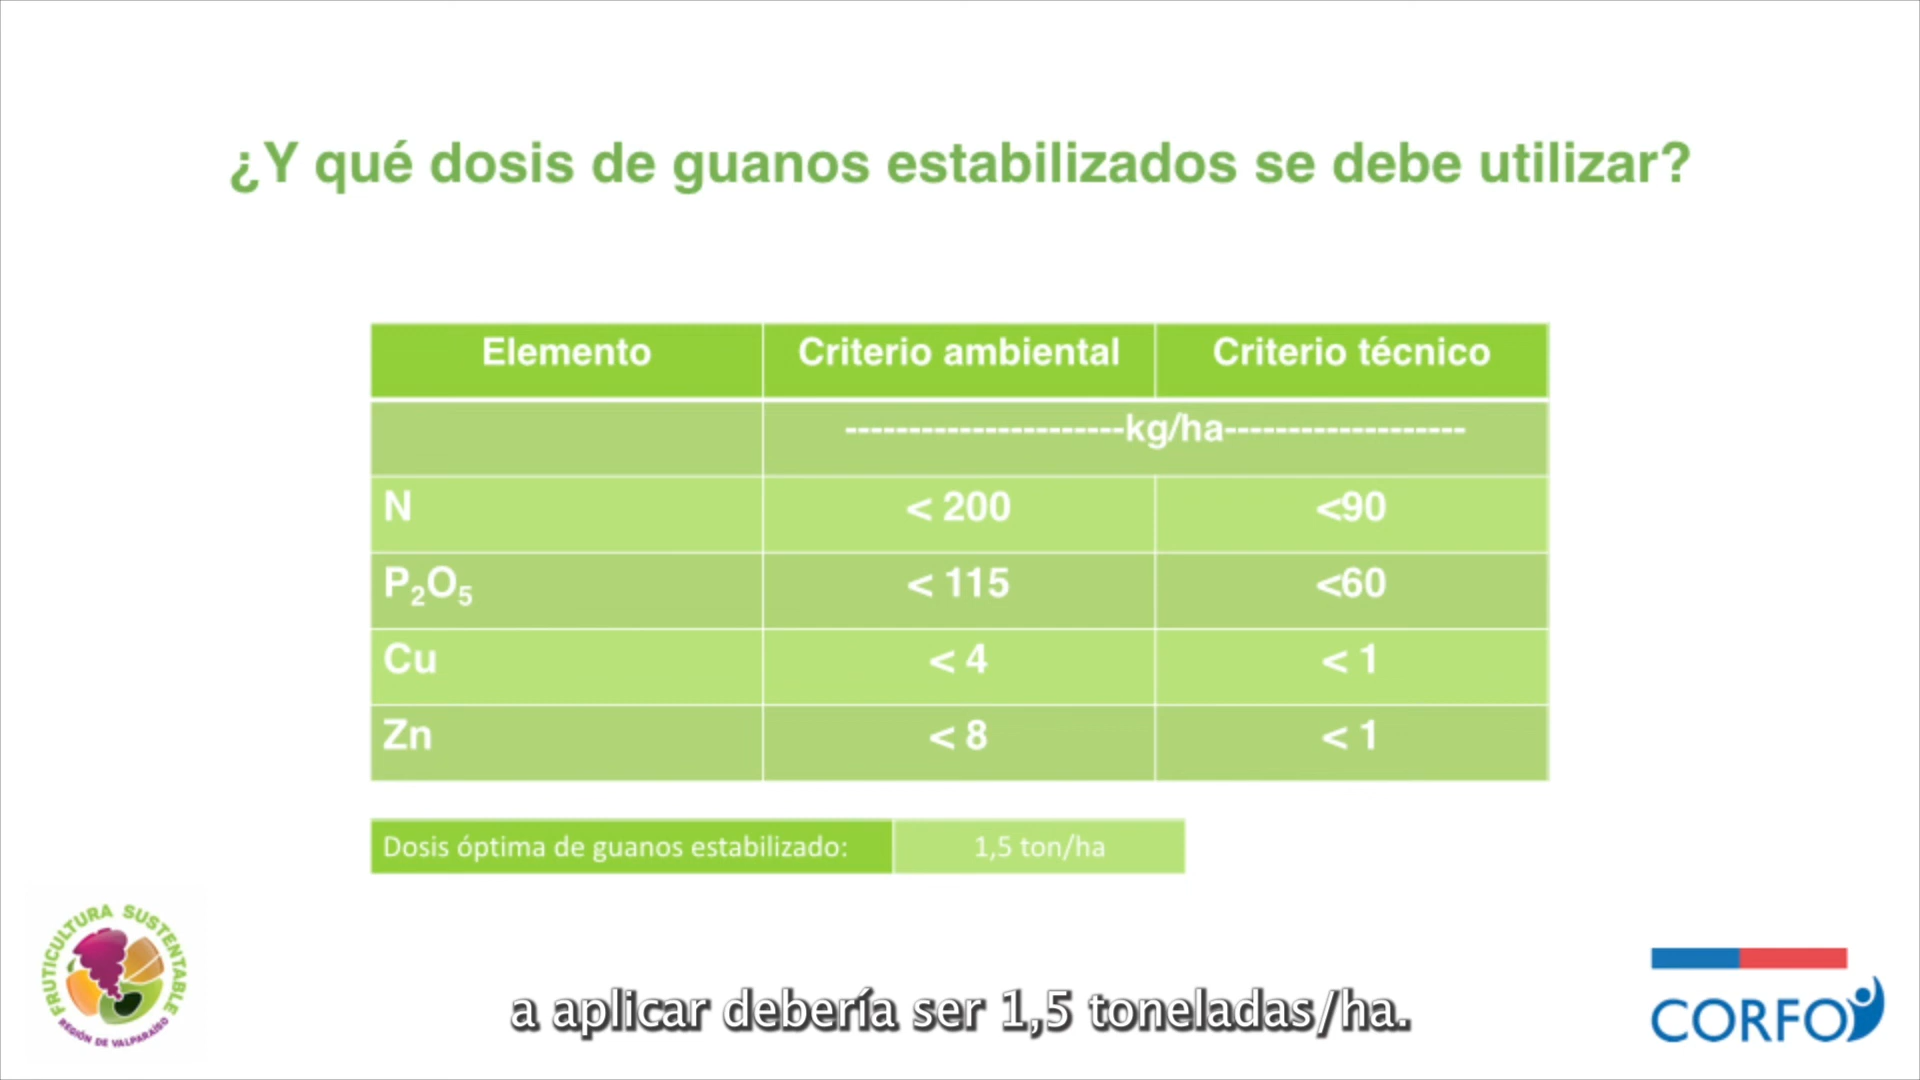 ¿Y qué dosis de guanos estabilizados se debe utilizar?
Elemento Criterio ambiental Criterio técnico
----------------------kg/ha-------------------
N < 200 <90
P₂O₅ < 115 <60
Cu < 4 < 1
Zn < 8 < 1
Dosis óptima de guanos estabilizado: 1,5 ton/ha
FRUTICULTURA SUSTENTABLE
REGIÓN DE VALPARAÍSO
a aplicar debería ser 1,5 toneladas/ha.
CORFO